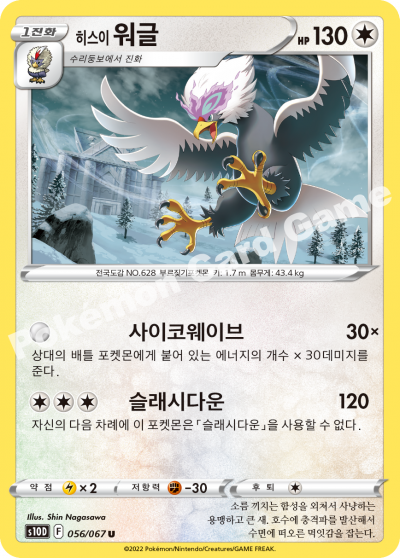 1진화
히스이 워글
HP 130
수리둥보에서 진화
전국도감 NO.628 부르짖기포켓몬 키: 1.7 m 몸무게: 43.4 kg
사이코웨이브 30×
상대의 배틀 포켓몬에게 붙어 있는 에너지의 개수 × 30데미지를
준다.
슬래시다운 120
자신의 다음 차례에 이 포켓몬은 「슬래시다운」을 사용할 수 없다.
약점 ×2 저항력 -30 후퇴
Illus. Shin Nagasawa
s10D F 056/067 U
소름 끼치는 함성을 외쳐서 사냥하는
용맹하고 큰 새. 호수에 충격파를 발산해서
수면에 떠오른 먹잇감을 잡는다.
©2022 Pokémon/Nintendo/Creatures/GAME FREAK.
Pokémon Card Game